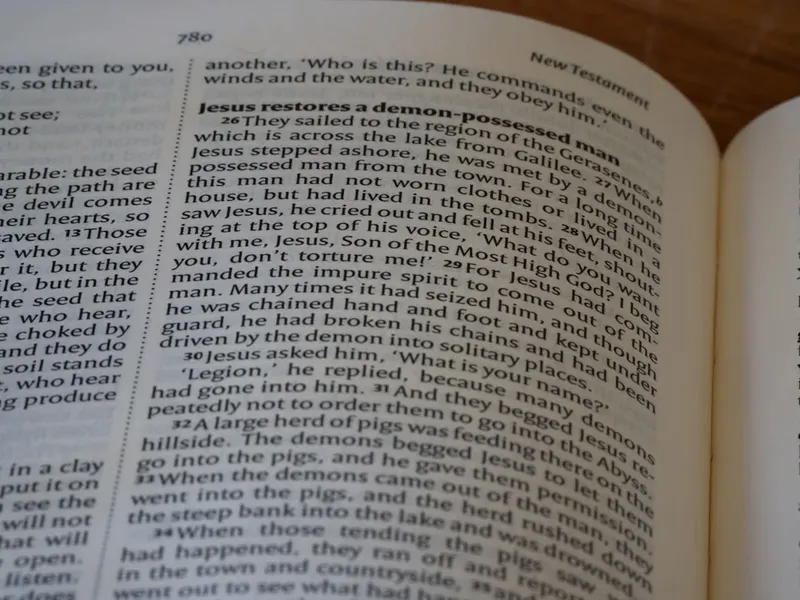 780
New Testament
een given to you,
s, so that,
ot see;
not
arable: the seed
ng the path are
e devil comes
heir hearts, so
saved. 13 Those
s who receive
r it, but they
ile, but in the
he seed that
e who hear,
e choked by
and they do
soil stands
t, who hear
ng produce
in a clay
put it on
n see the
will not
hat will
e open.
listen.
r does
another, ‘Who is this? He commands even the
winds and the water, and they obey him.’
Jesus restores a demon-possessed man
26 They sailed to the region of the Gerasenes, b
which is across the lake from Galilee. 27 When
Jesus stepped ashore, he was met by a demon-
possessed man from the town. For a long time
this man had not worn clothes or lived in a
house, but had lived in the tombs. 28 When he
saw Jesus, he cried out and fell at his feet, shout-
ing at the top of his voice, ‘What do you want
with me, Jesus, Son of the Most High God? I beg
you, don’t torture me!’ 29 For Jesus had com-
manded the impure spirit to come out of the
man. Many times it had seized him, and though
he was chained hand and foot and kept under
guard, he had broken his chains and had been
driven by the demon into solitary places.
30 Jesus asked him, ‘What is your name?’
‘Legion,’ he replied, because many demons
had gone into him. 31 And they begged Jesus re-
peatedly not to order them to go into the Abyss.
32 A large herd of pigs was feeding there on the
hillside. The demons begged Jesus to let them
go into the pigs, and he gave them permission.
33 When the demons came out of the man, they
went into the pigs, and the herd rushed down
the steep bank into the lake and was drowned.
34 When those tending the pigs saw
had happened, they ran off and report
in the town and countryside, 35 and
went out to see what had happ